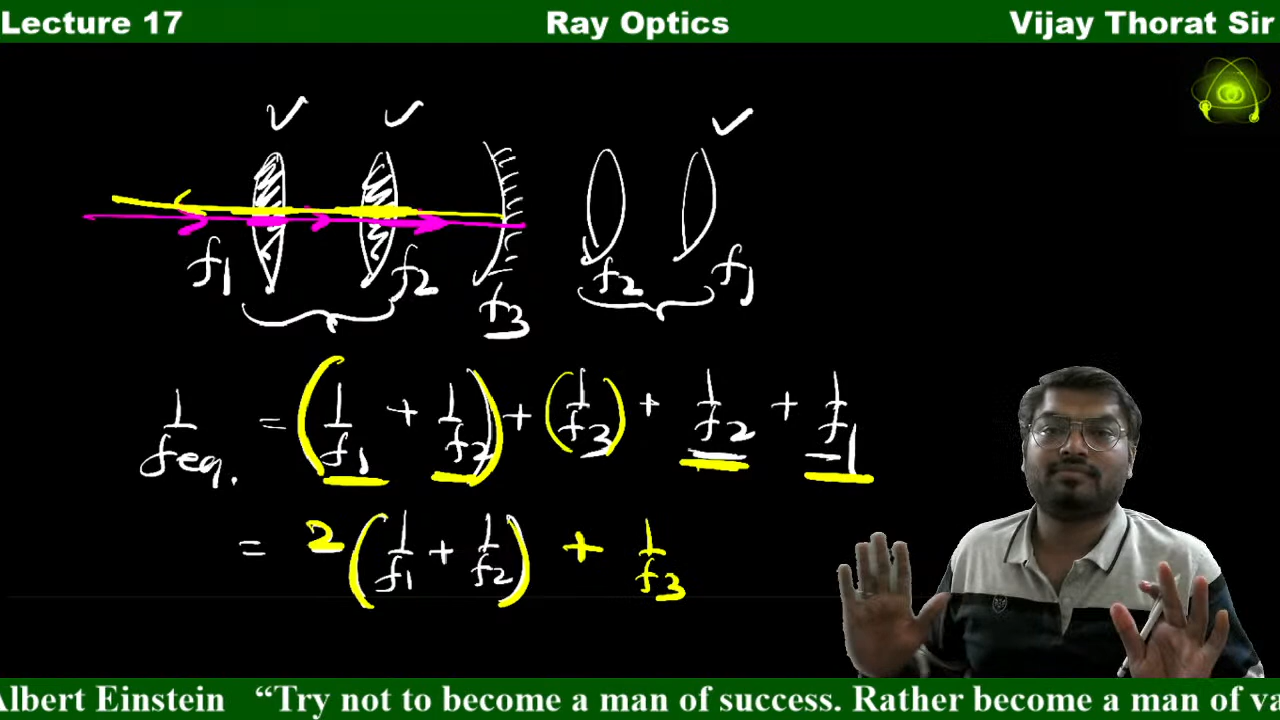 Lecture 17 Ray Optics Vijay Thorat Sir
f1 f2 f3 f2 f1
1/feq. = (1/f1 + 1/f2) + (1/f3) + 1/f2 + 1/f1
= 2(1/f1 + 1/f2) + 1/f3
Albert Einstein “Try not to become a man of success. Rather become a man of va